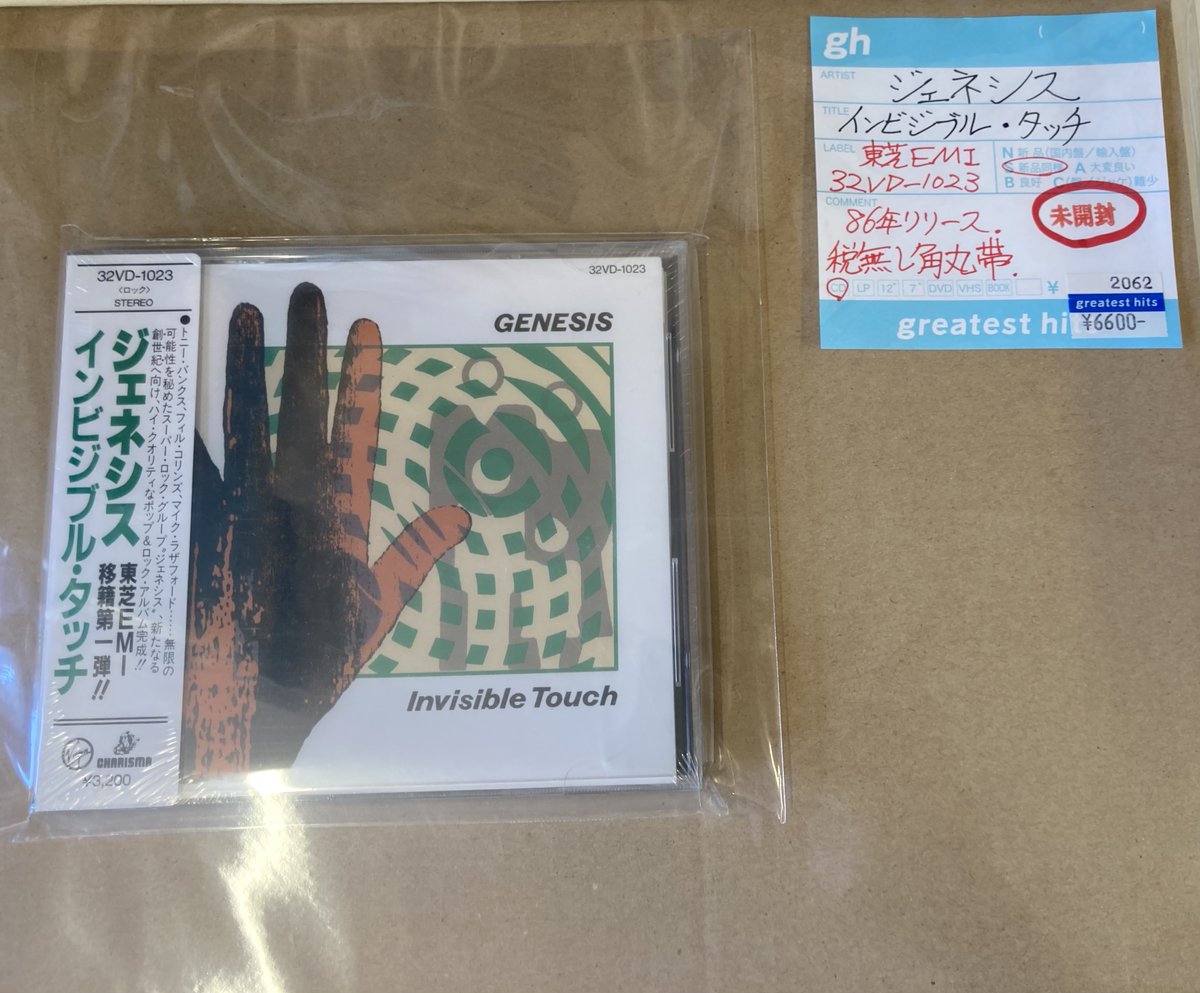 32VD-1023
〈ロック〉
STEREO
ジェネシス
インビジブル・タッチ
●トニー・バンクス、フィル・コリンズ、マイク・ラザフォード……無限の
可能性を秘めたスーパー・ロック・グループ“ジェネシス”、新たなる
創世紀へ向け、ハイ・クオリティなポップ&ロック・アルバム完成!!
東芝EMI
移籍第一弾!!
Virgin
CHARISMA
¥3,200
32VD-1023
GENESIS
Invisible Touch
gh ( )
ARTIST ジェネシス
TITLE インビジブル・タッチ
LABEL 東芝EMI
32VD-1023
N 新品(国内盤/輸入盤)
S 新品同様 A 大変良い
B 良好 C(盤/ジャケ)難少
COMMENT
86年リリース.
税無し角丸帯.
未開封
CD LP 12" 7" DVD VHS BOOK ¥
2062
greatest hits
¥6600-
greatest hi